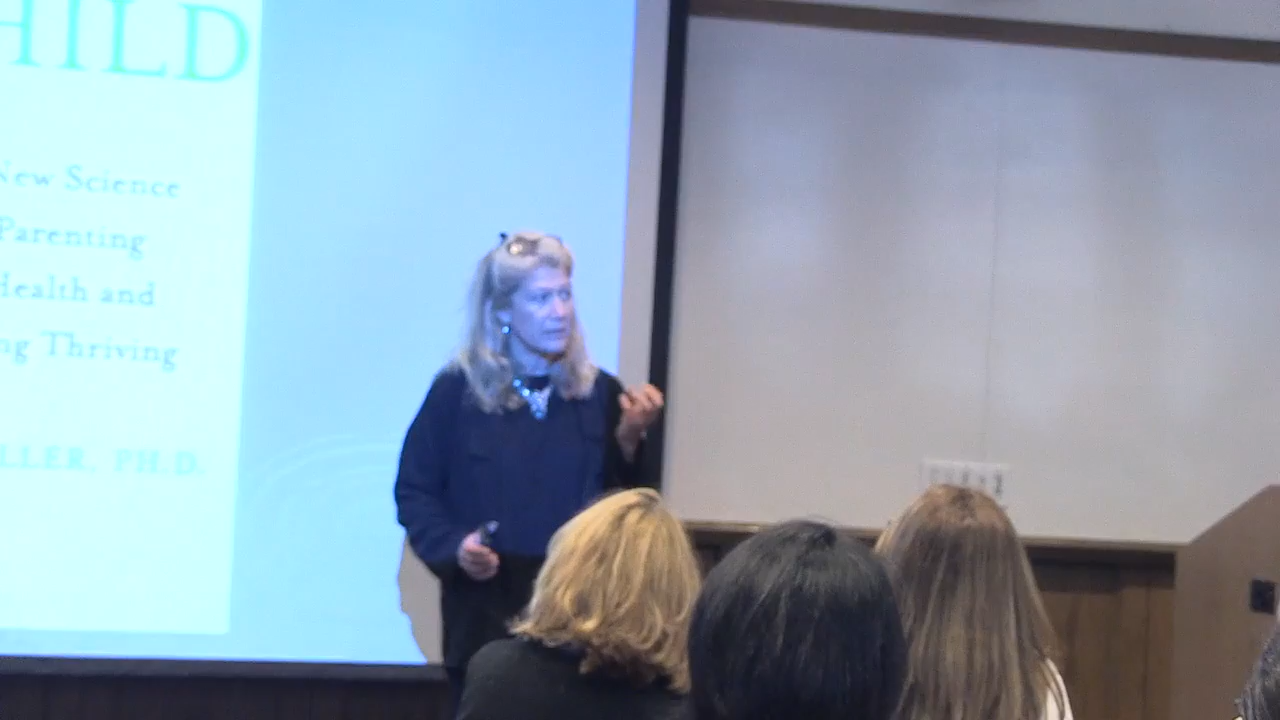 HILD
New Science
Parenting
Health and
ng Thriving
LLER, PH.D.